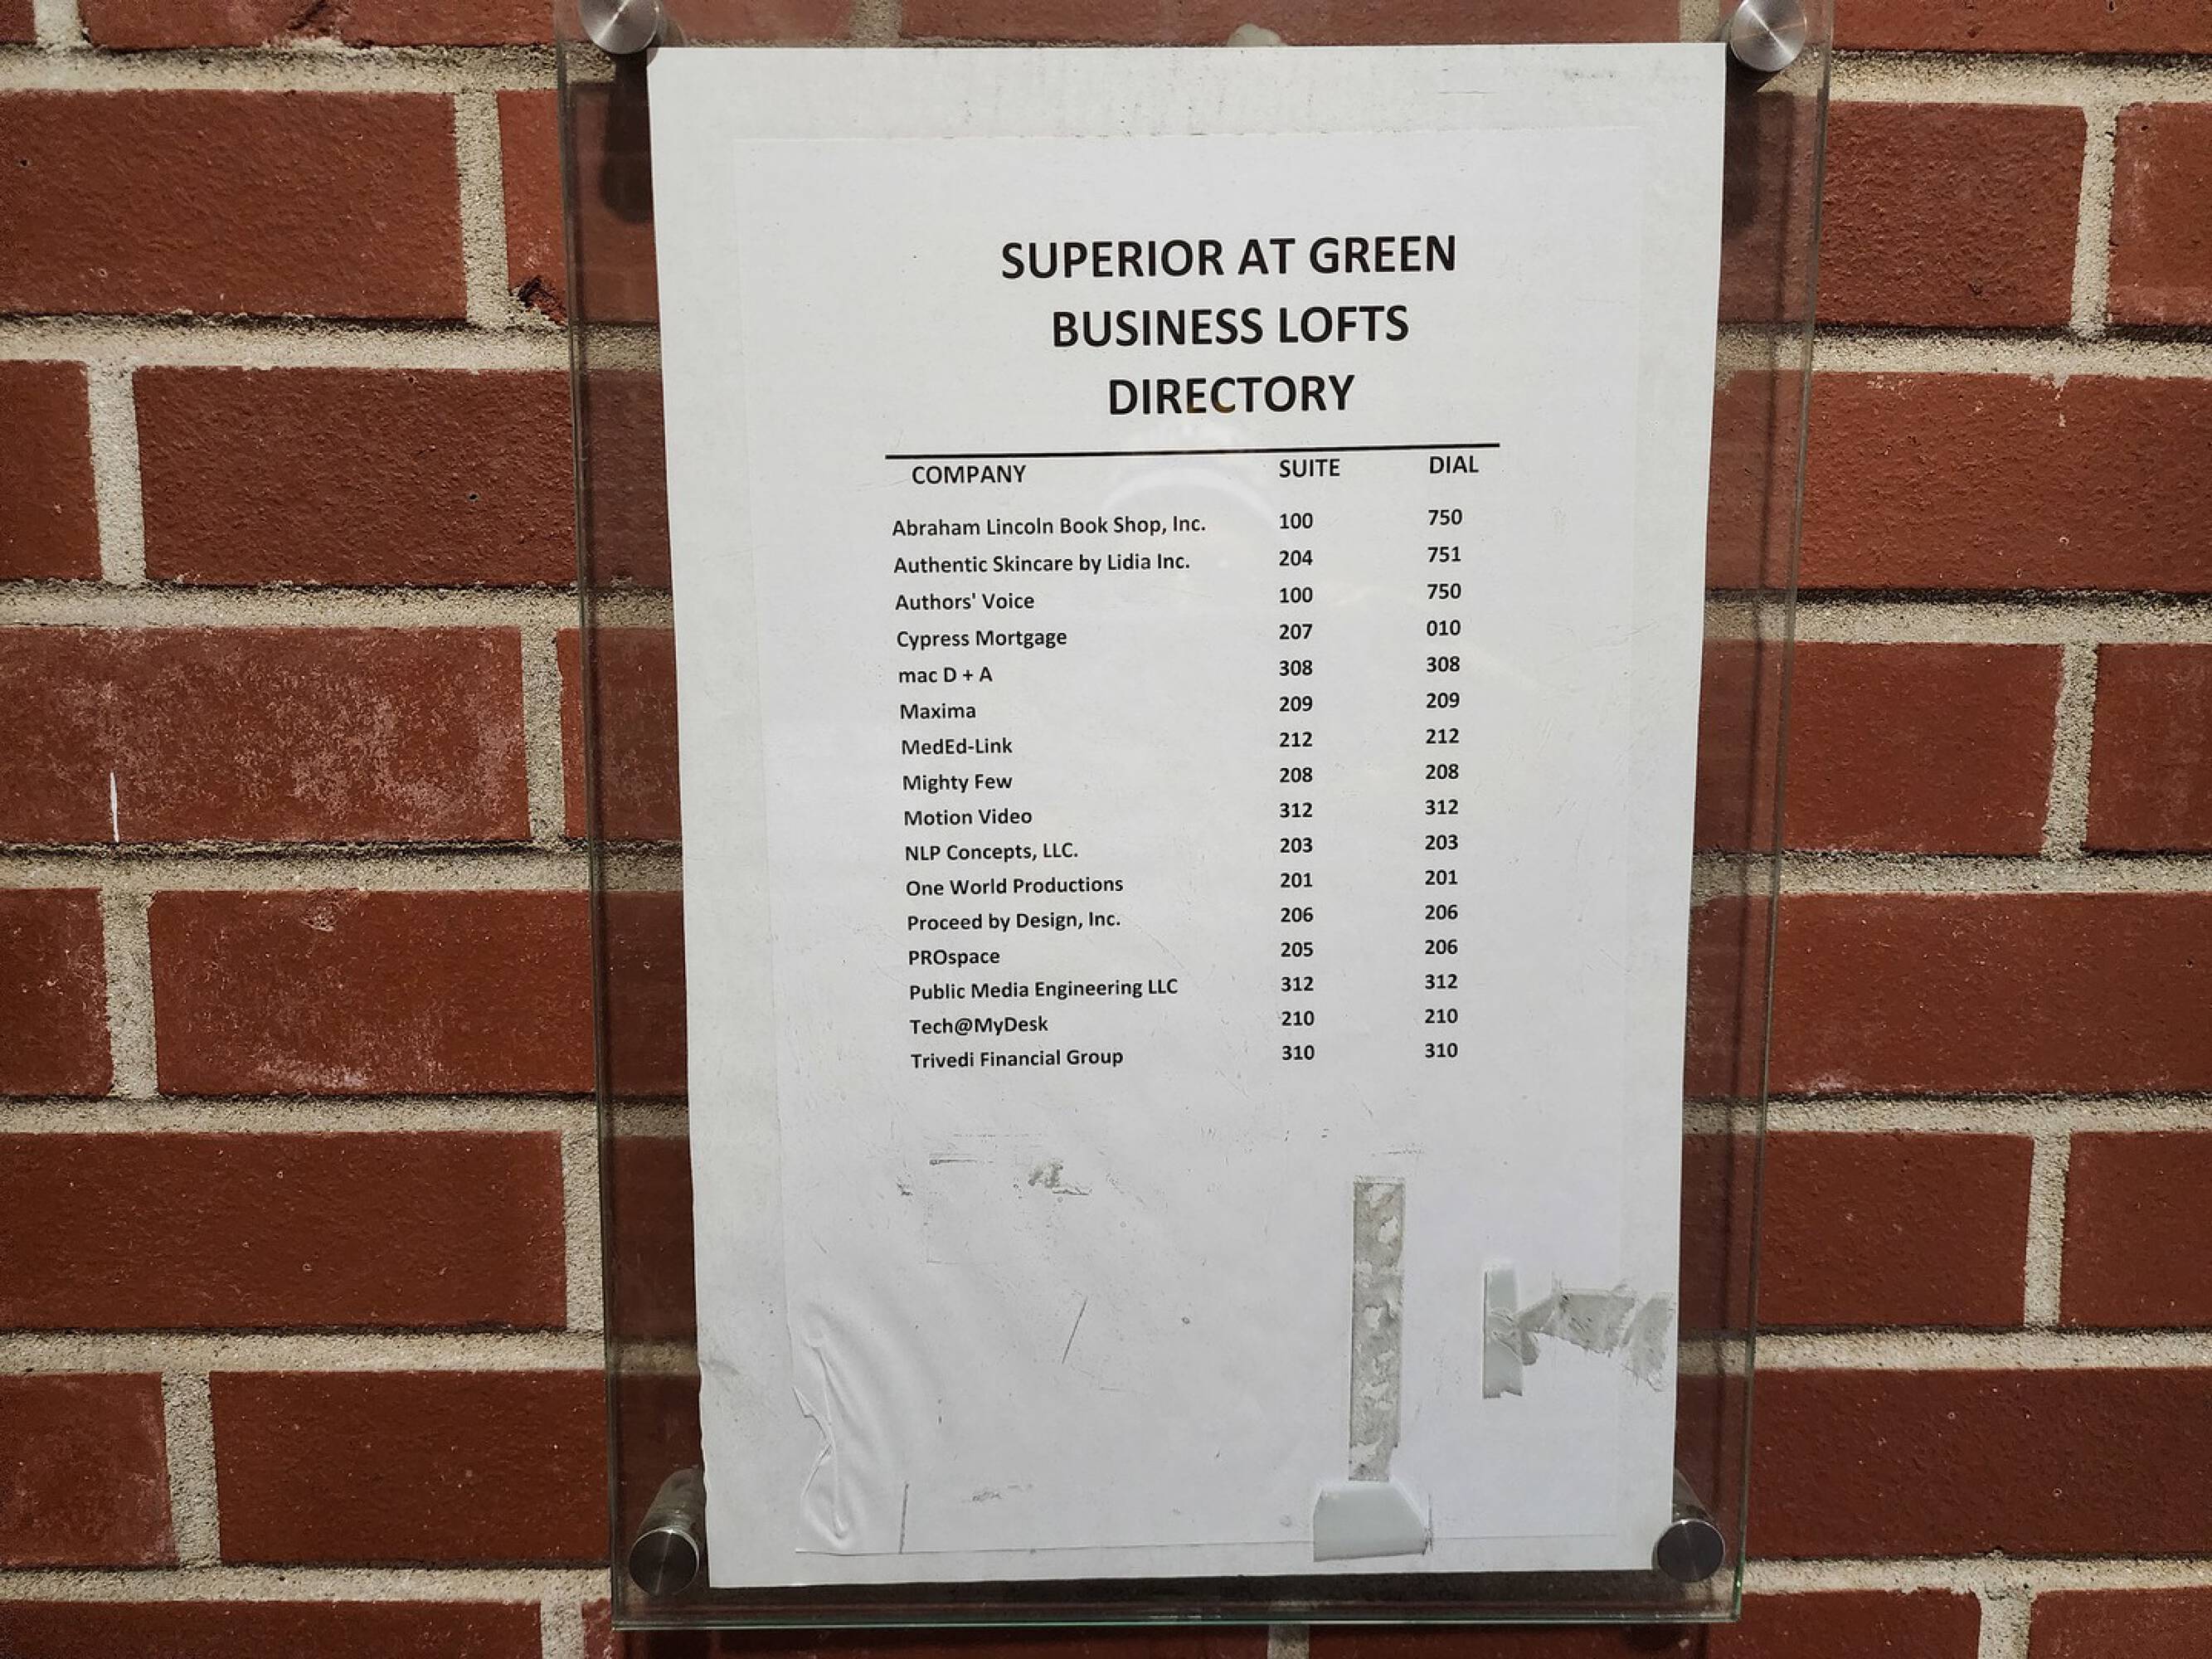 SUPERIOR AT GREEN
BUSINESS LOFTS
DIRECTORY
COMPANY SUITE DIAL
Abraham Lincoln Book Shop, Inc. 100 750
Authentic Skincare by Lidia Inc. 204 751
Authors' Voice 100 750
Cypress Mortgage 207 010
mac D + A 308 308
Maxima 209 209
MedEd-Link 212 212
Mighty Few 208 208
Motion Video 312 312
NLP Concepts, LLC. 203 203
One World Productions 201 201
Proceed by Design, Inc. 206 206
PROspace 205 206
Public Media Engineering LLC 312 312
Tech@MyDesk 210 210
Trivedi Financial Group 310 310